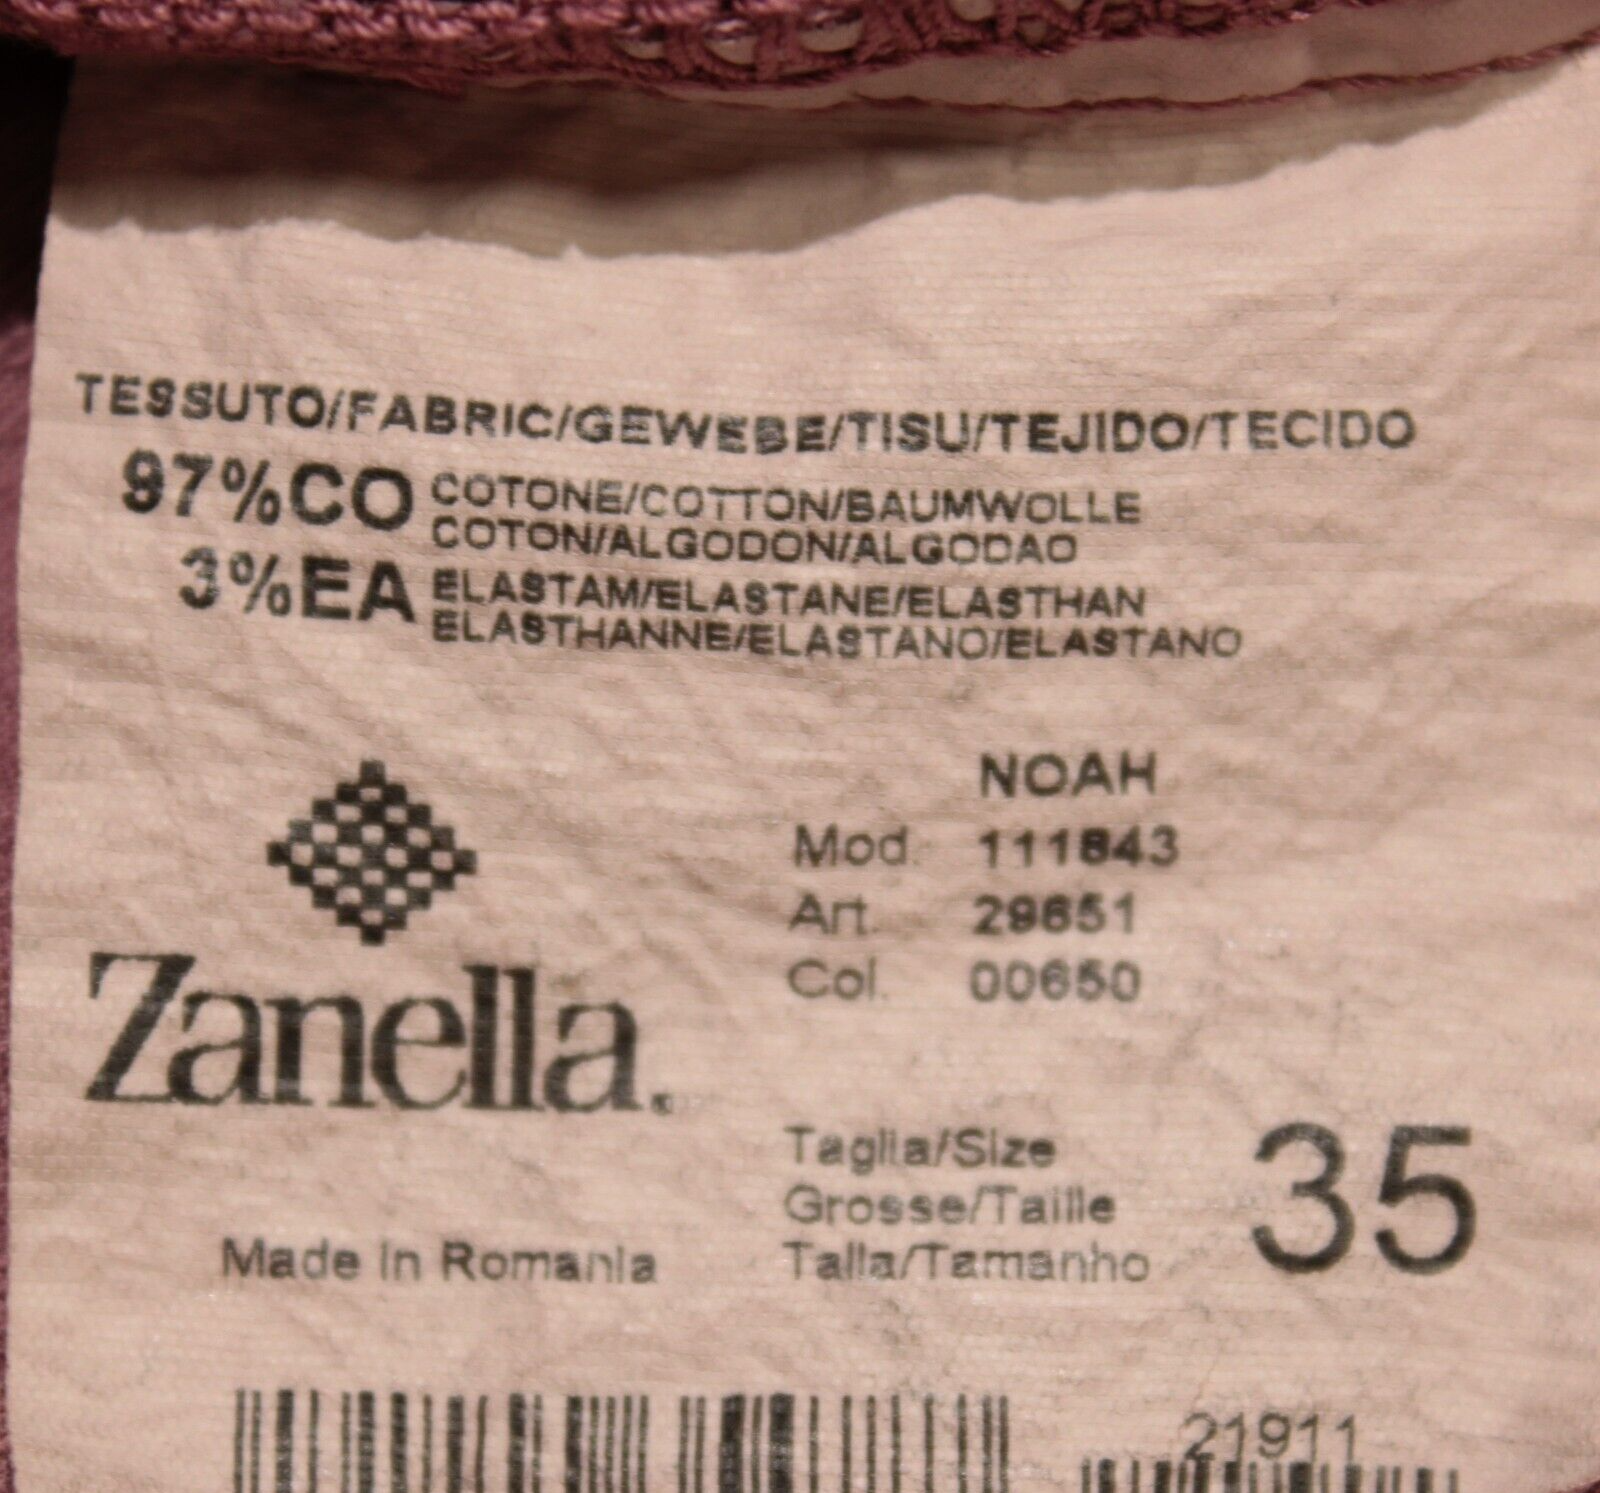 TESSUTO/FABRIC/GEWEBE/TISU/TEJIDO/TECIDO
97%CO COTONE/COTTON/BAUMWOLLE
COTON/ALGODON/ALGODAO
3%EA ELASTAM/ELASTANE/ELASTHAN
ELASTHANNE/ELASTANO/ELASTANO
NOAH
Mod. 111843
Art. 29651
Col. 00650
Zanella.
Taglia/Size
Grosse/Taille
Talla/Tamanho
35
Made in Romania
21911